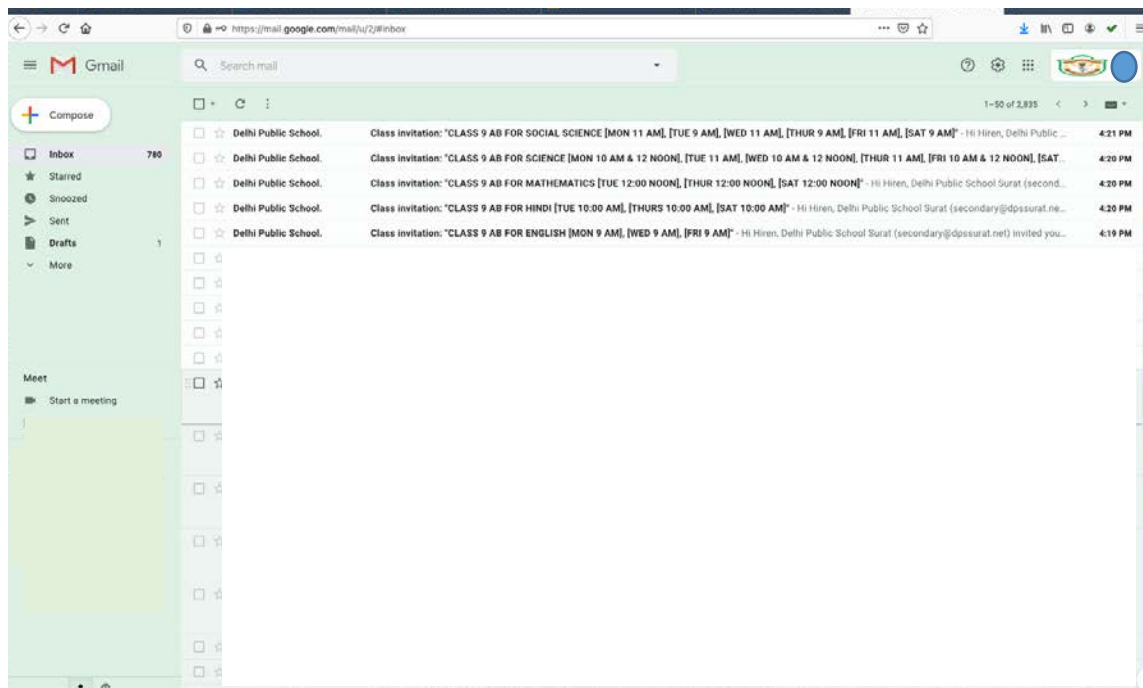 https://mail.google.com/mail/u/2/#inbox
Gmail
Search mail
Compose
1–50 of 2,835
Inbox 780
Starred
Snoozed
Sent
Drafts 1
More
Delhi Public School. Class invitation: "CLASS 9 AB FOR SOCIAL SCIENCE [MON 11 AM], [TUE 9 AM], [WED 11 AM], [THUR 9 AM], [FRI 11 AM], [SAT 9 AM]" - Hi Hiren, Delhi Public ... 4:21 PM
Delhi Public School. Class invitation: "CLASS 9 AB FOR SCIENCE [MON 10 AM & 12 NOON], [TUE 11 AM], [WED 10 AM & 12 NOON], [THUR 11 AM], [FRI 10 AM & 12 NOON], [SAT... 4:20 PM
Delhi Public School. Class invitation: "CLASS 9 AB FOR MATHEMATICS [TUE 12:00 NOON], [THUR 12:00 NOON], [SAT 12:00 NOON]" - Hi Hiren, Delhi Public School Surat (second... 4:20 PM
Delhi Public School. Class invitation: "CLASS 9 AB FOR HINDI [TUE 10:00 AM], [THURS 10:00 AM], [SAT 10:00 AM]" - Hi Hiren, Delhi Public School Surat (secondary@dpssurat.ne... 4:20 PM
Delhi Public School. Class invitation: "CLASS 9 AB FOR ENGLISH [MON 9 AM], [WED 9 AM], [FRI 9 AM]" - Hi Hiren, Delhi Public School Surat (secondary@dpssurat.net) invited you... 4:19 PM
Meet
Start a meeting